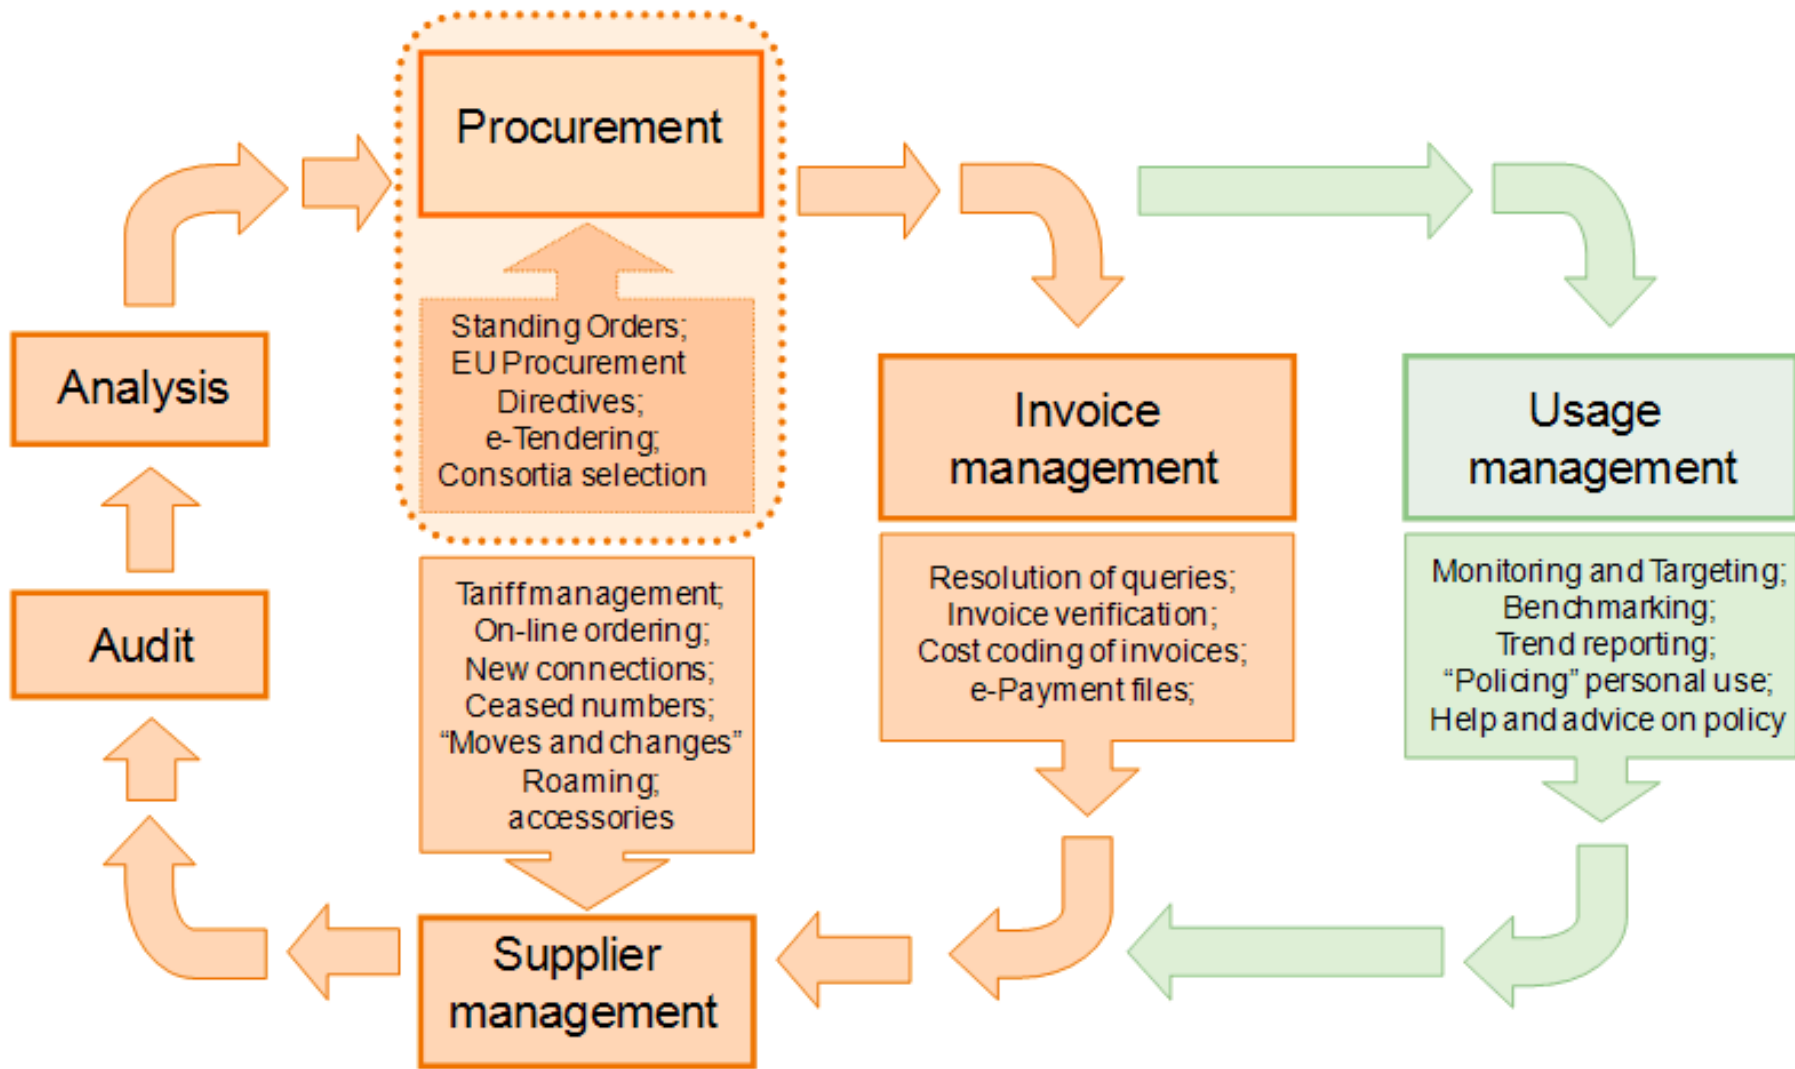 Procurement
Standing Orders;
EU Procurement
Directives;
e-Tendering;
Consortia selection
Analysis
Audit
Tariff management;
On-line ordering;
New connections;
Ceased numbers;
“Moves and changes”
Roaming;
accessories
Supplier
management
Invoice
management
Resolution of queries;
Invoice verification;
Cost coding of invoices;
e-Payment files;
Usage
management
Monitoring and Targeting;
Benchmarking;
Trend reporting;
“Policing” personal use;
Help and advice on policy